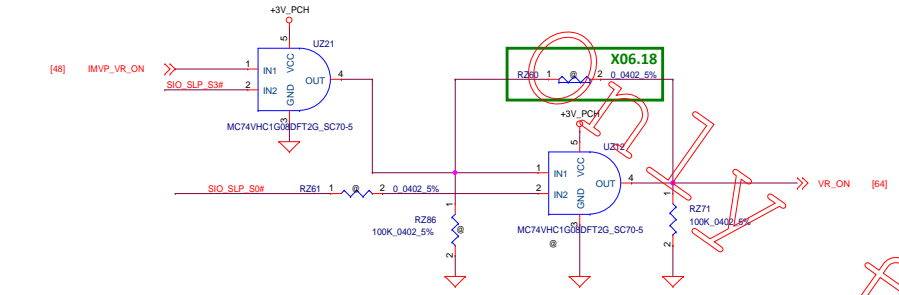 +3V_PCH
UZ21
5
[48] IMVP_VR_ON
1 IN1 VCC
OUT 4
SIO_SLP_S3# 2 IN2 GND
3
MC74VHC1G08DFT2G_SC70-5
X06.18
RZ60 1 @ 2 0_0402_5%
+3V_PCH
UZ12
5
1 IN1 VCC
OUT 4
SIO_SLP_S0# RZ61 1 @ 2 0_0402_5% 2 IN2 GND
3
VR_ON [64]
1
RZ86
100K_0402_5%
@
2
MC74VHC1G08DFT2G_SC70-5
@
1
RZ71
100K_0402_5%
2